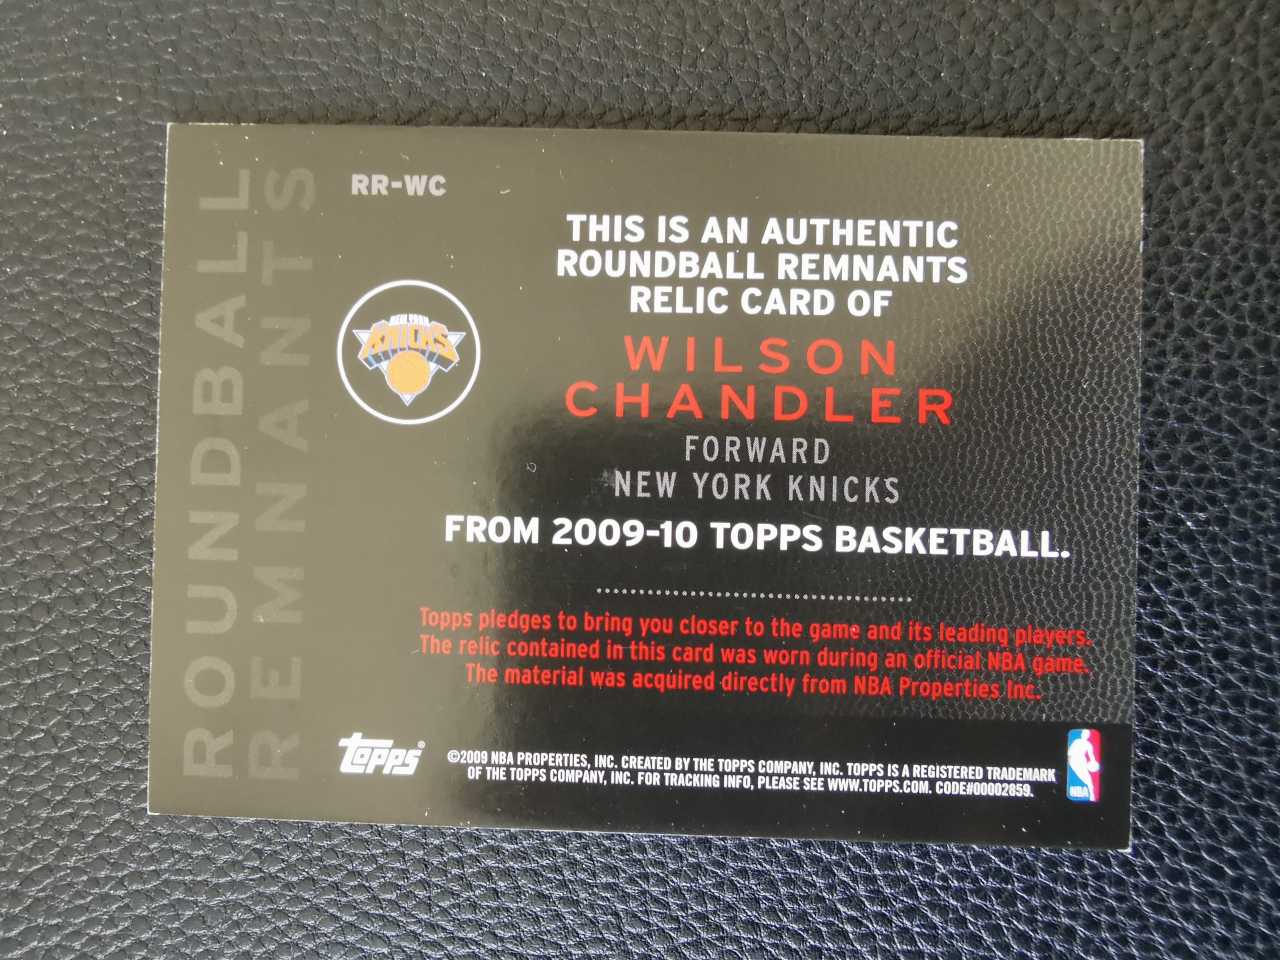 ROUNDBALL
REMNANTS
RR-WC
NEW YORK
KNICKS
THIS IS AN AUTHENTIC
ROUNDBALL REMNANTS
RELIC CARD OF
WILSON
CHANDLER
FORWARD
NEW YORK KNICKS
FROM 2009-10 TOPPS BASKETBALL.
Topps pledges to bring you closer to the game and its leading players.
The relic contained in this card was worn during an official NBA game.
The material was acquired directly from NBA Properties Inc.
topps®
©2009 NBA PROPERTIES, INC. CREATED BY THE TOPPS COMPANY, INC. TOPPS IS A REGISTERED TRADEMARK
OF THE TOPPS COMPANY, INC. FOR TRACKING INFO, PLEASE SEE WWW.TOPPS.COM. CODE#00002859.
NBA